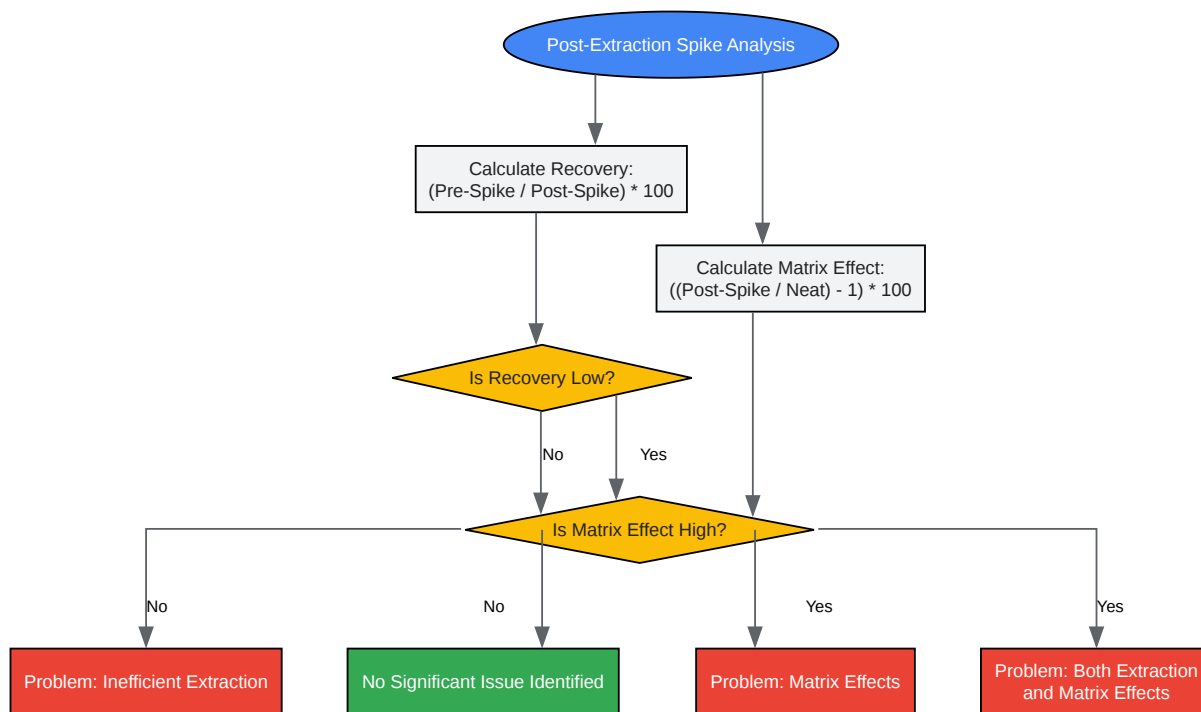 Post-Extraction Spike Analysis
Calculate Recovery:
(Pre-Spike / Post-Spike) * 100
Calculate Matrix Effect:
((Post-Spike / Neat) - 1) * 100
Is Recovery Low?
No
Yes
Is Matrix Effect High?
No
No
Yes
Yes
Problem: Inefficient Extraction
No Significant Issue Identified
Problem: Matrix Effects
Problem: Both Extraction
and Matrix Effects